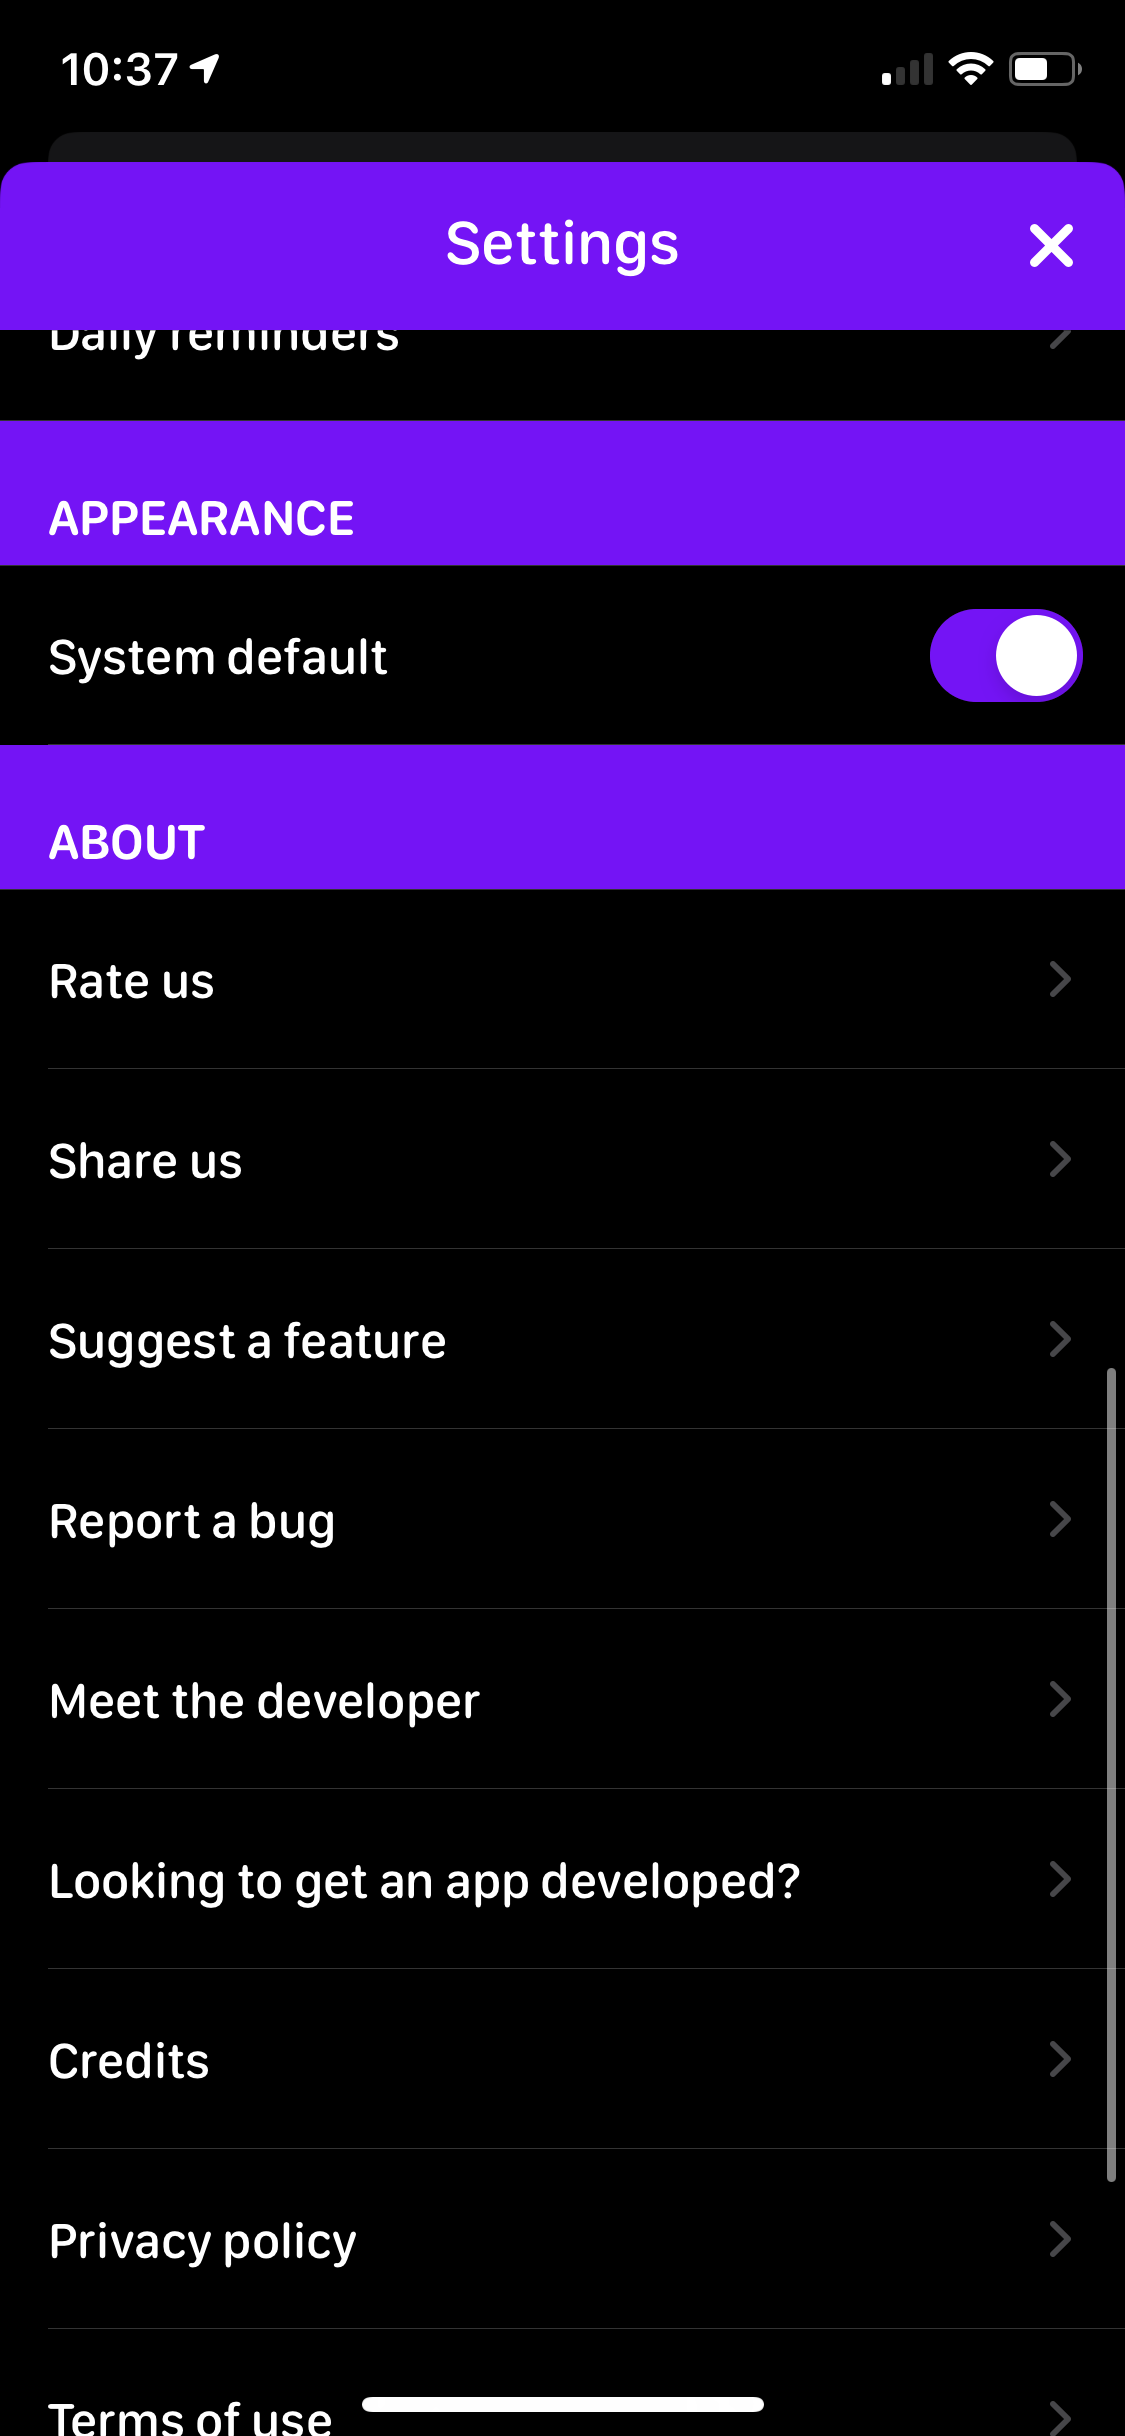 10:37
Settings
Daily reminders
APPEARANCE
System default
ABOUT
Rate us
Share us
Suggest a feature
Report a bug
Meet the developer
Looking to get an app developed?
Credits
Privacy policy
Terms of use